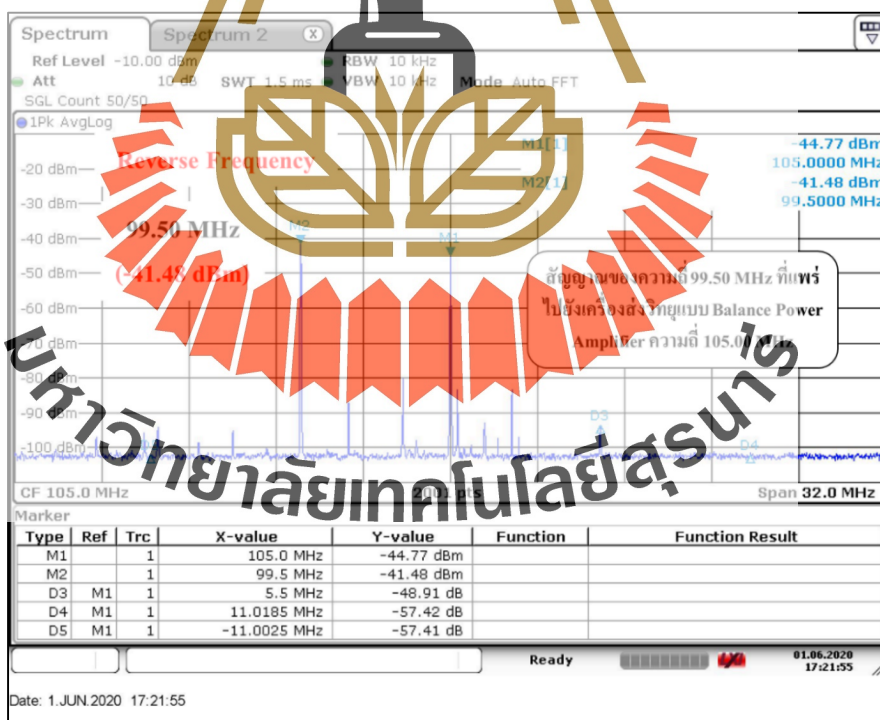 Spectrum Spectrum 2 X
Ref Level -10.00 dBm RBW 10 kHz
Att 10 dB SWT 1.5 ms VBW 10 kHz Mode Auto FFT
SGL Count 50/50
1Pk AvgLog
M1[1] -44.77 dBm
105.0000 MHz
M2[1] -41.48 dBm
99.5000 MHz
Reverse Frequency
99.50 MHz
(-41.48 dBm)
-20 dBm
-30 dBm
-40 dBm
-50 dBm
-60 dBm
-70 dBm
-80 dBm
-90 dBm
-100 dBm
M2
M1
D3
D4
สัญญาณของความถี่ 99.50 MHz ที่แพร่
ไปยังเครื่องส่งวิทยุแบบ Balance Power
Amplifier ความถี่ 105.00 MHz
มหาวิทยาลัยเทคโนโลยีสุรนารี
CF 105.0 MHz 2001 pts Span 32.0 MHz
Marker
Type Ref Trc X-value Y-value Function Function Result
M1 1 105.0 MHz -44.77 dBm
M2 1 99.5 MHz -41.48 dBm
D3 M1 1 5.5 MHz -48.91 dB
D4 M1 1 11.0185 MHz -57.42 dB
D5 M1 1 -11.0025 MHz -57.41 dB
Ready 01.06.2020
17:21:55
Date: 1.JUN.2020 17:21:55